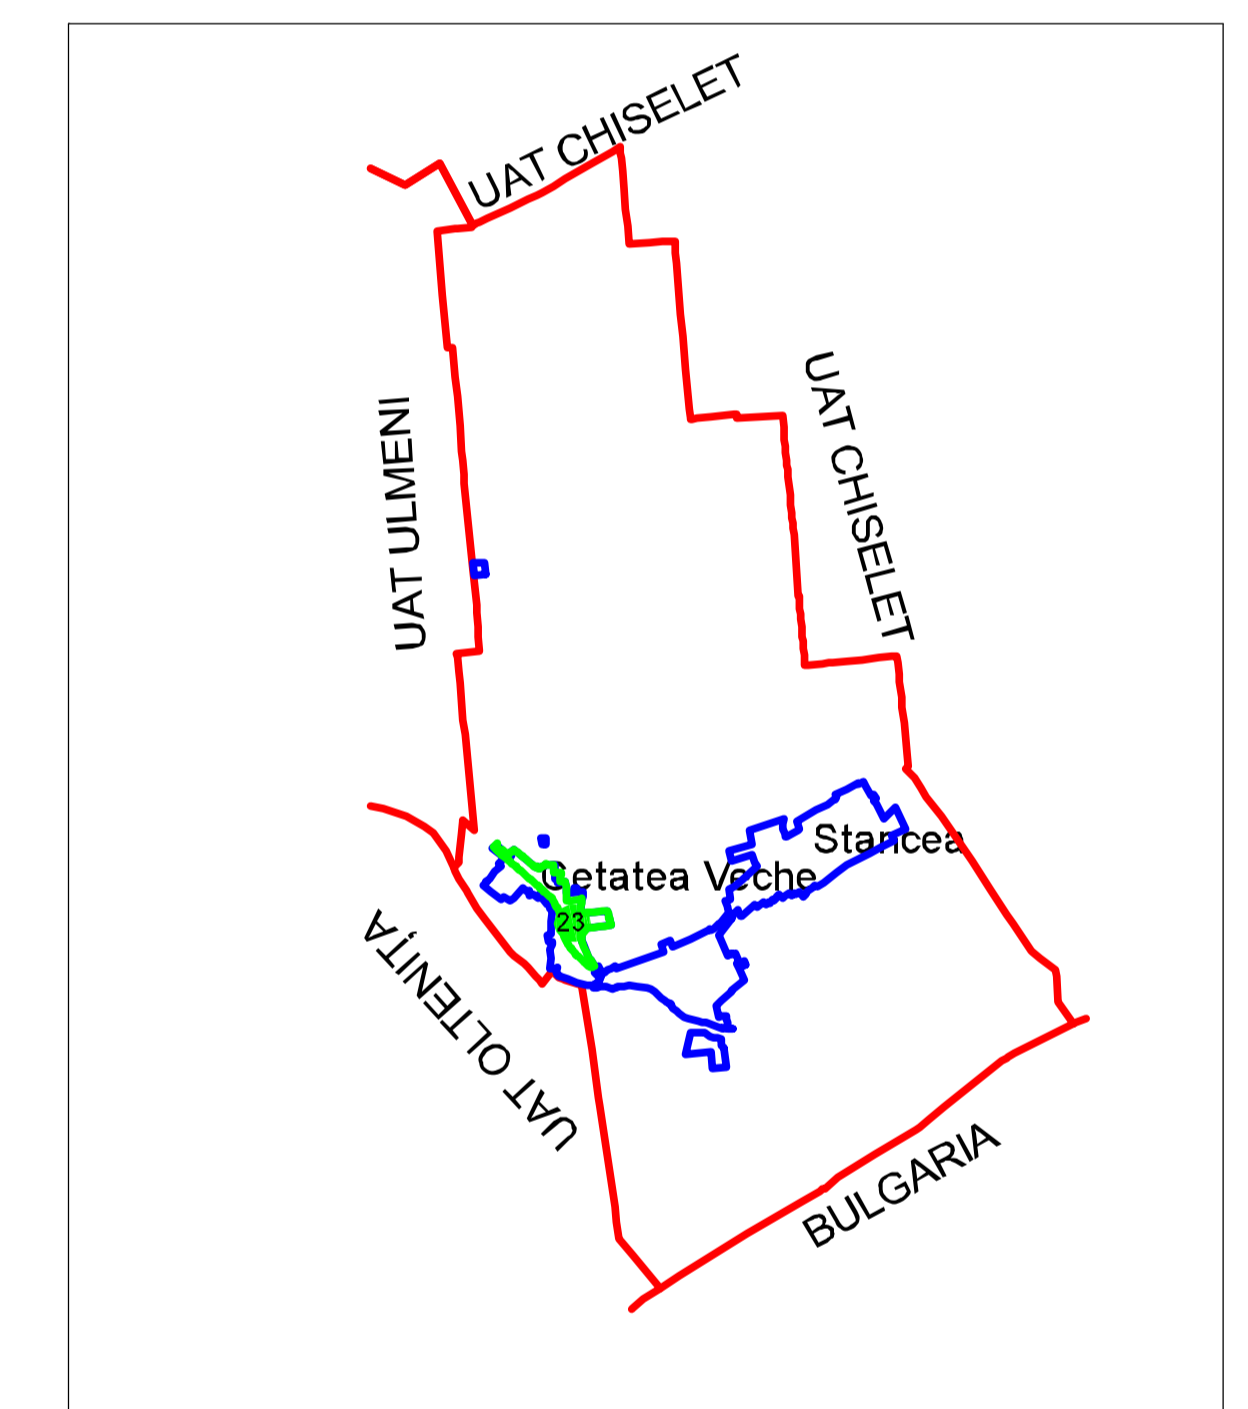 UAT CHISELET
UAT CHISELET
UAT ULMENI
Stancea
Cetatea Veche
23
UAT OLTENIȚA
BULGARIA